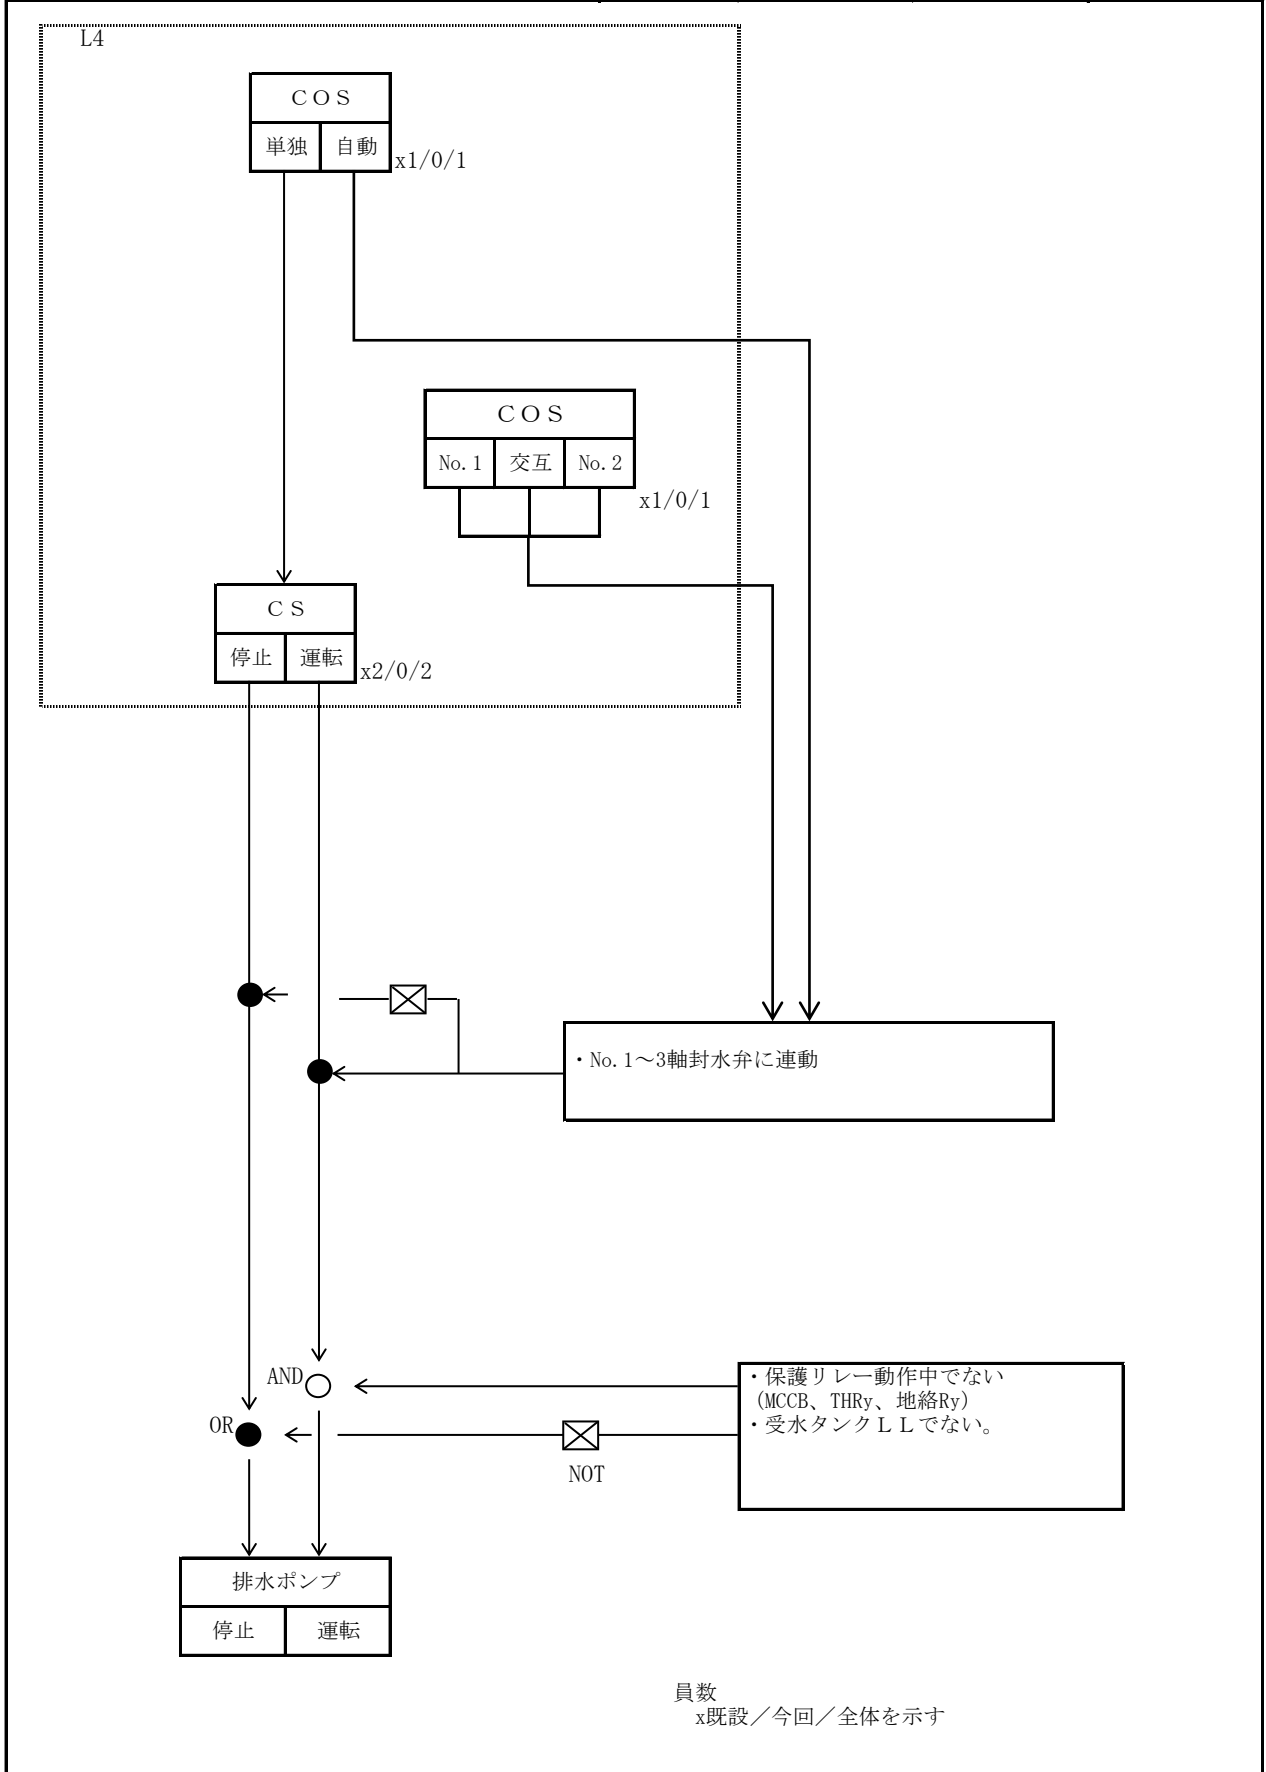 L4
ＣＯＳ
単独 自動
x1/0/1
ＣＯＳ
No.1 交互 No.2
x1/0/1
ＣＳ
停止 運転
x2/0/2
・No.1～3軸封水弁に連動
AND
OR
・保護リレー動作中でない
(MCCB、THRy、地絡Ry)
・受水タンクＬＬでない。
NOT
排水ポンプ
停止 運転
員数
x既設／今回／全体を示す